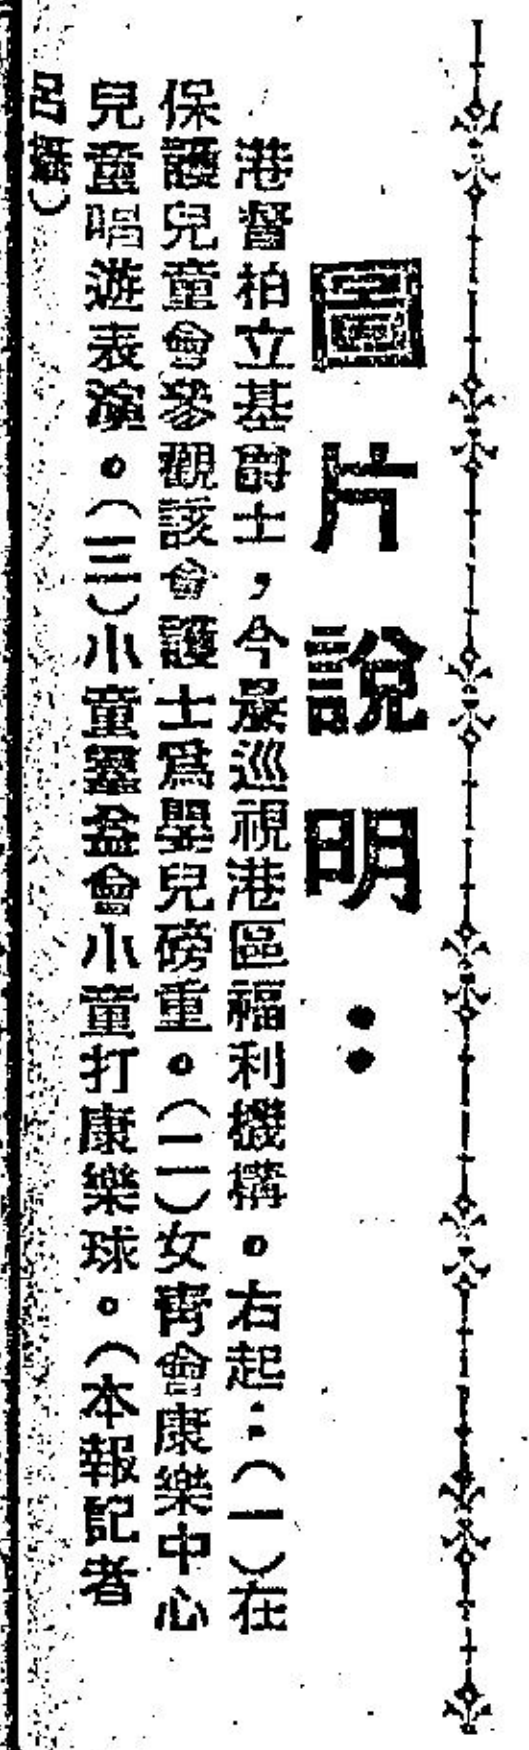 圖片說明：
港督柏立基爵士，今晨巡視港區福利機構。右起：（一）在
保護兒童會參觀該會護士爲嬰兒磅重。（二）女青會康樂中心
兒童唱遊表演。（三）小童羣益會小童打康樂球。（本報記者
呂攝）